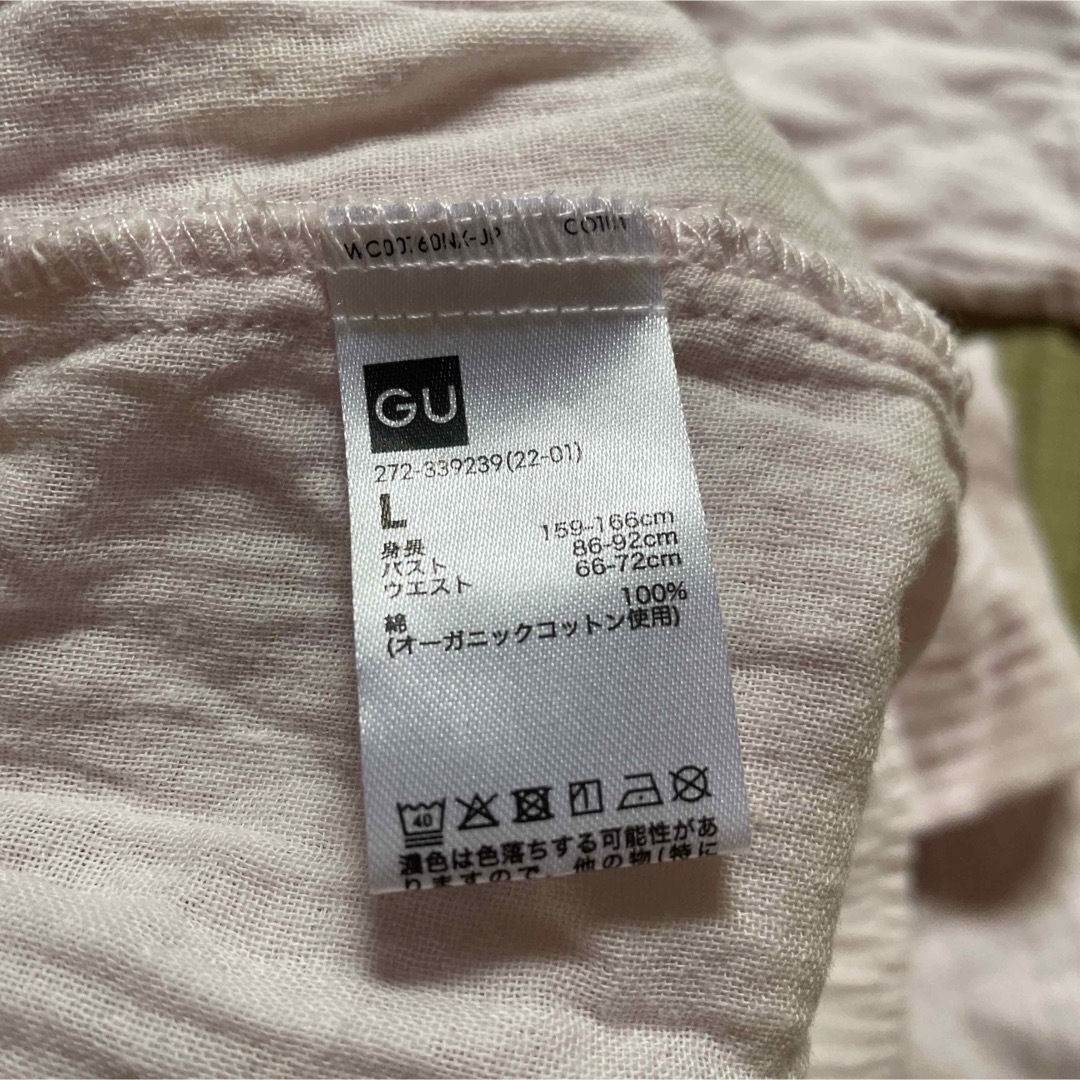 GU
272-339239(22-01)
L
身長 159-166cm
バスト 86-92cm
ウエスト 66-72cm
綿 100%
(オーガニックコットン使用)
40
濃色は色落ちする可能性があ
りますので、他の物(特に